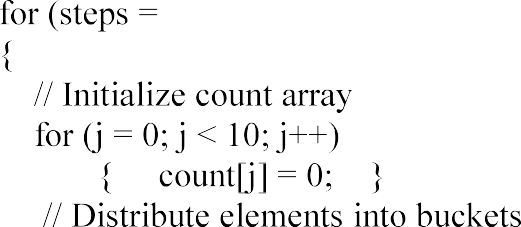 for (steps =
{
// Initialize count array
for (j = 0; j < 10; j++)
{ count[j] = 0; }
// Distribute elements into buckets